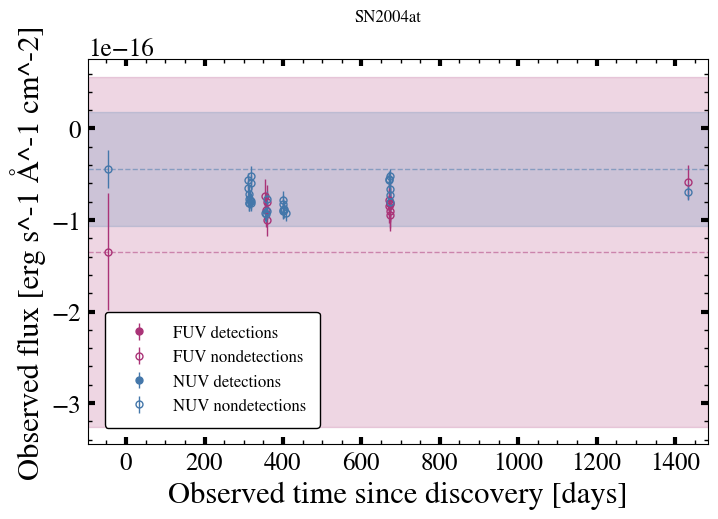 SN2004at
1e−16
Observed flux [erg s^-1 Å^-1 cm^-2]
0
−1
−2
−3
FUV detections
FUV nondetections
NUV detections
NUV nondetections
0 200 400 600 800 1000 1200 1400
Observed time since discovery [days]